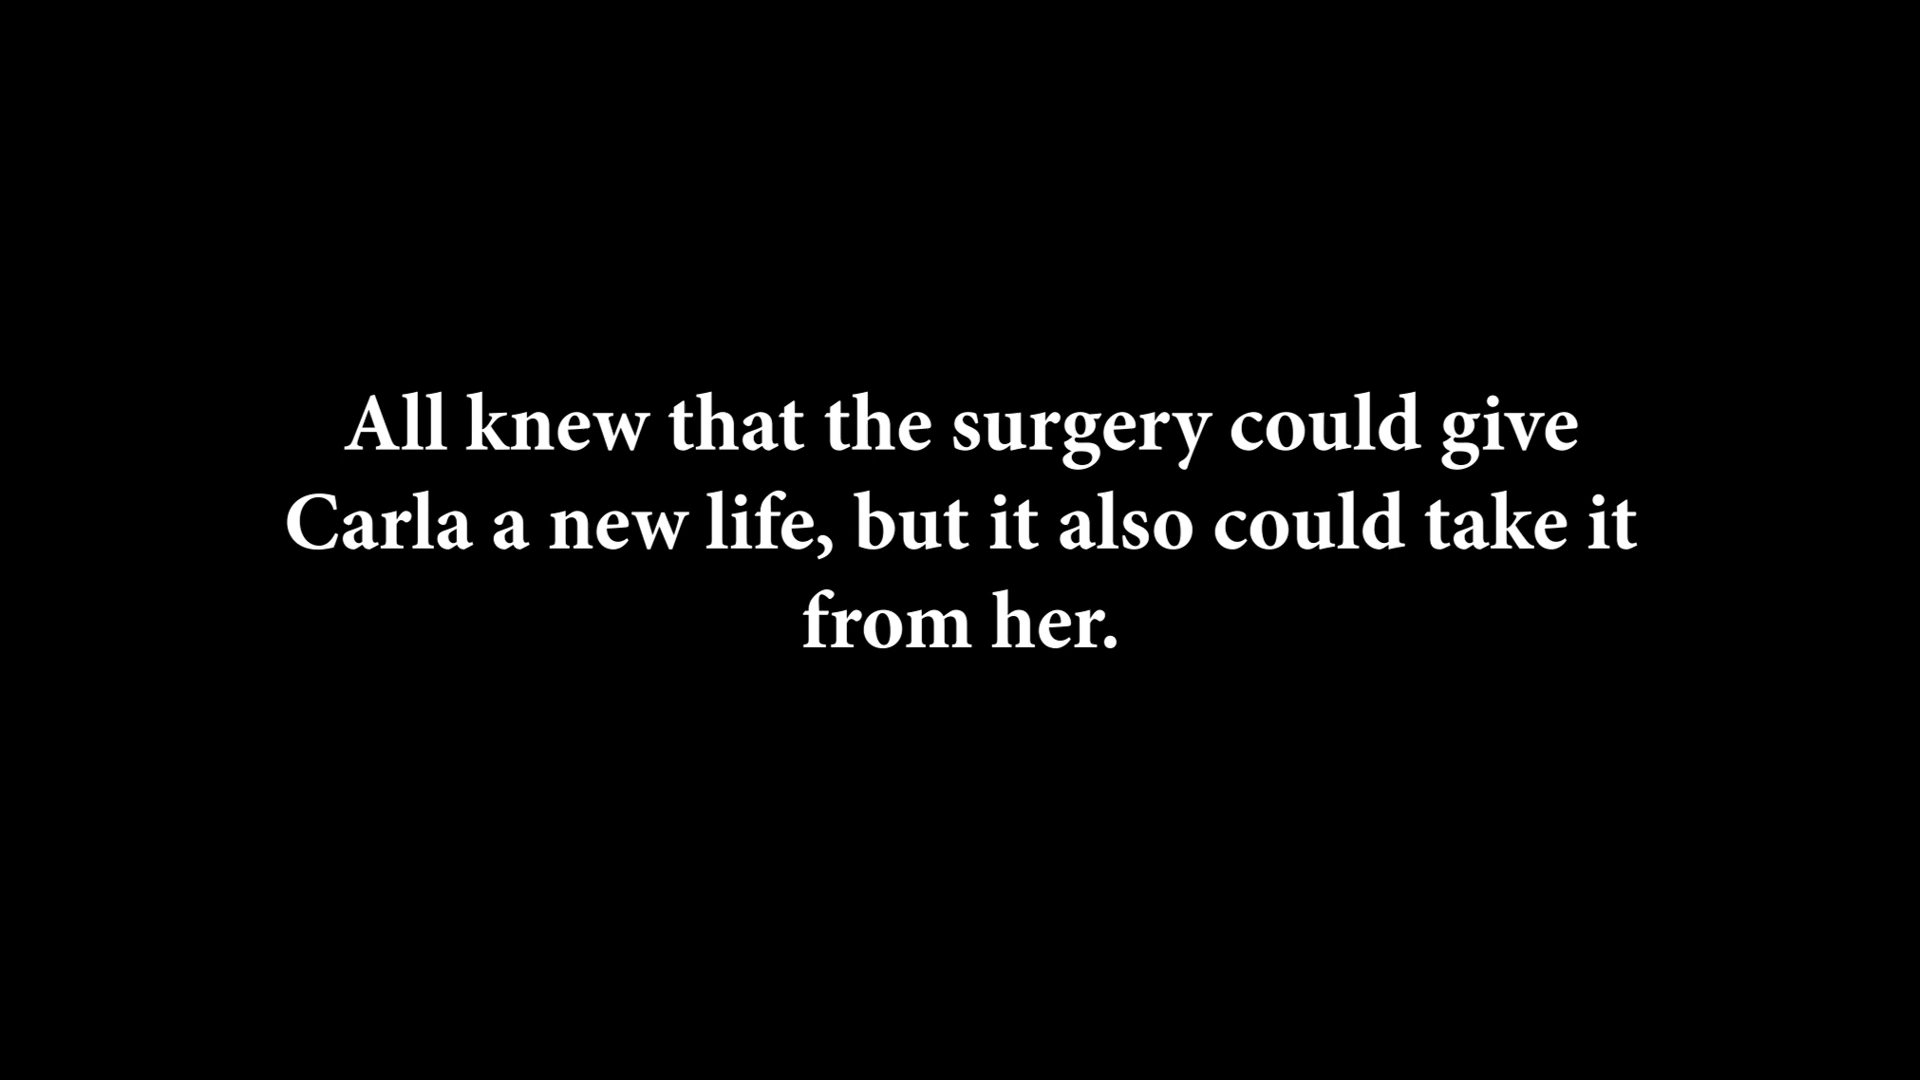 All knew that the surgery could give
Carla a new life, but it also could take it
from her.